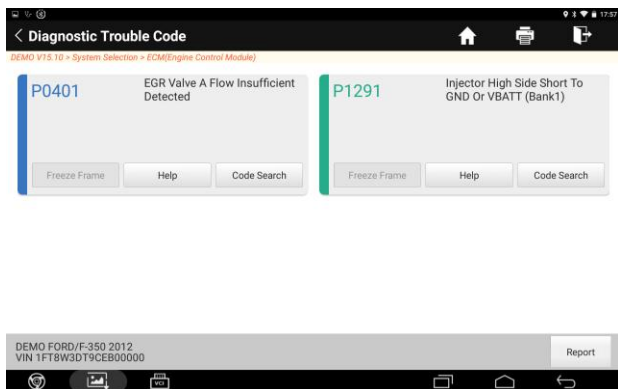 17:57
Diagnostic Trouble Code
DEMO V15.10 > System Selection > ECM(Engine Control Module)
P0401
EGR Valve A Flow Insufficient
Detected
Freeze Frame
Help
Code Search
P1291
Injector High Side Short To
GND Or VBATT (Bank1)
Freeze Frame
Help
Code Search
DEMO FORD/F-350 2012
VIN 1FT8W3DT9CEB00000
Report
VCI